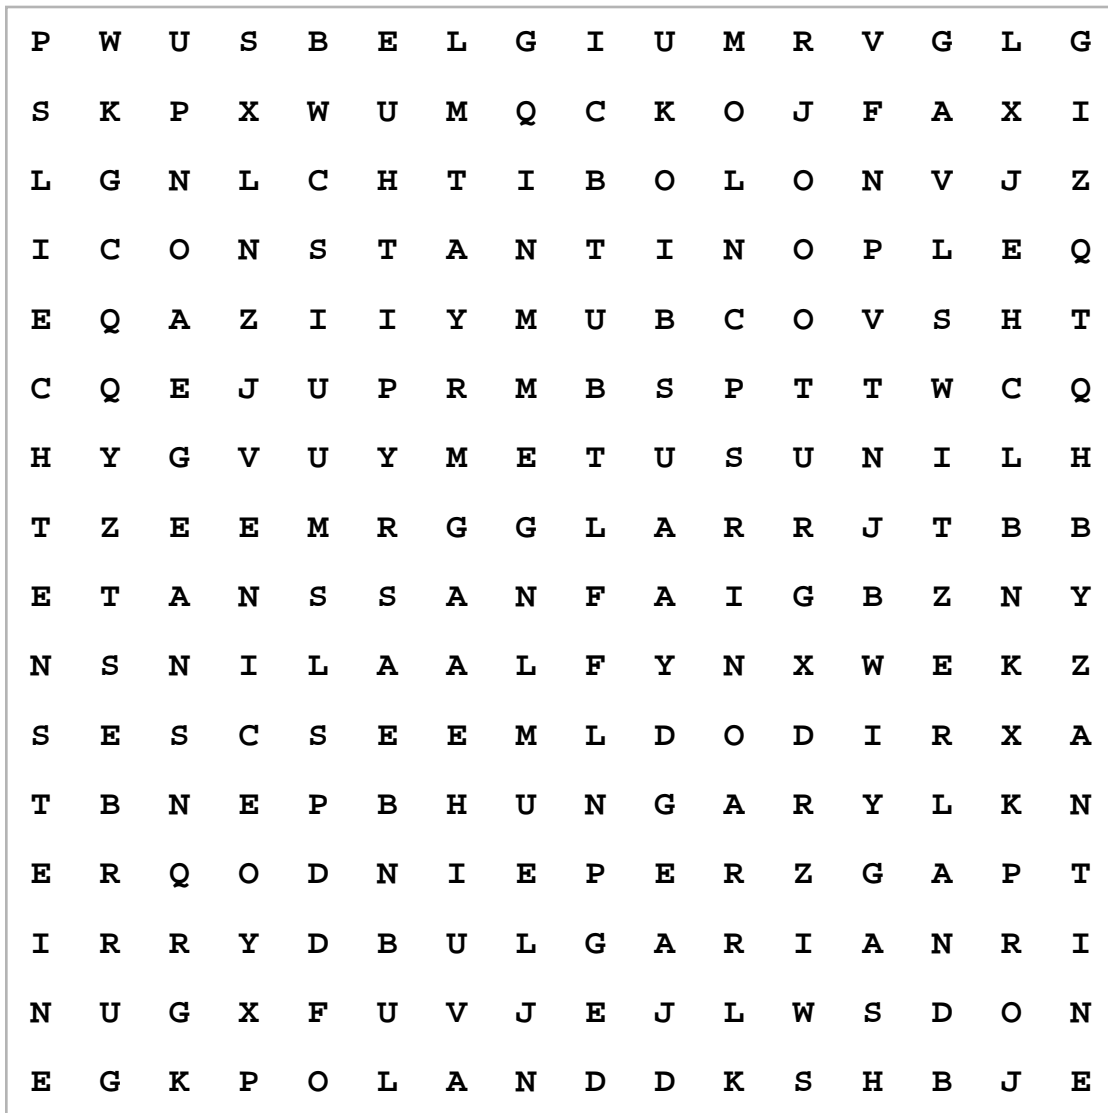 P W U S B E L G I U M R V G L G
S K P X W U M Q C K O J F A X I
L G N L C H T I B O L O N V J Z
I C O N S T A N T I N O P L E Q
E Q A Z I I Y M U B C O V S H T
C Q E J U P R M B S P T T W C Q
H Y G V U Y M E T U S U N I L H
T Z E E M R G G L A R R J T B B
E T A N S S A N F A I G B Z N Y
N S N I L A A L F Y N X W E K Z
S E S C S E E M L D O D I R X A
T B N E P B H U N G A R Y L K N
E R Q O D N I E P E R Z G A P T
I R R Y D B U L G A R I A N R I
N U G X F U V J E J L W S D O N
E G K P O L A N D D K S H B J E